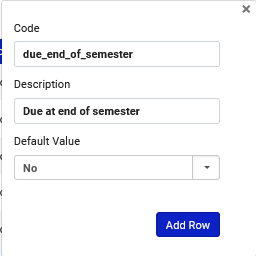 Code
due_end_of_semester
Description
Due at end of semester
Default Value
No
Add Row